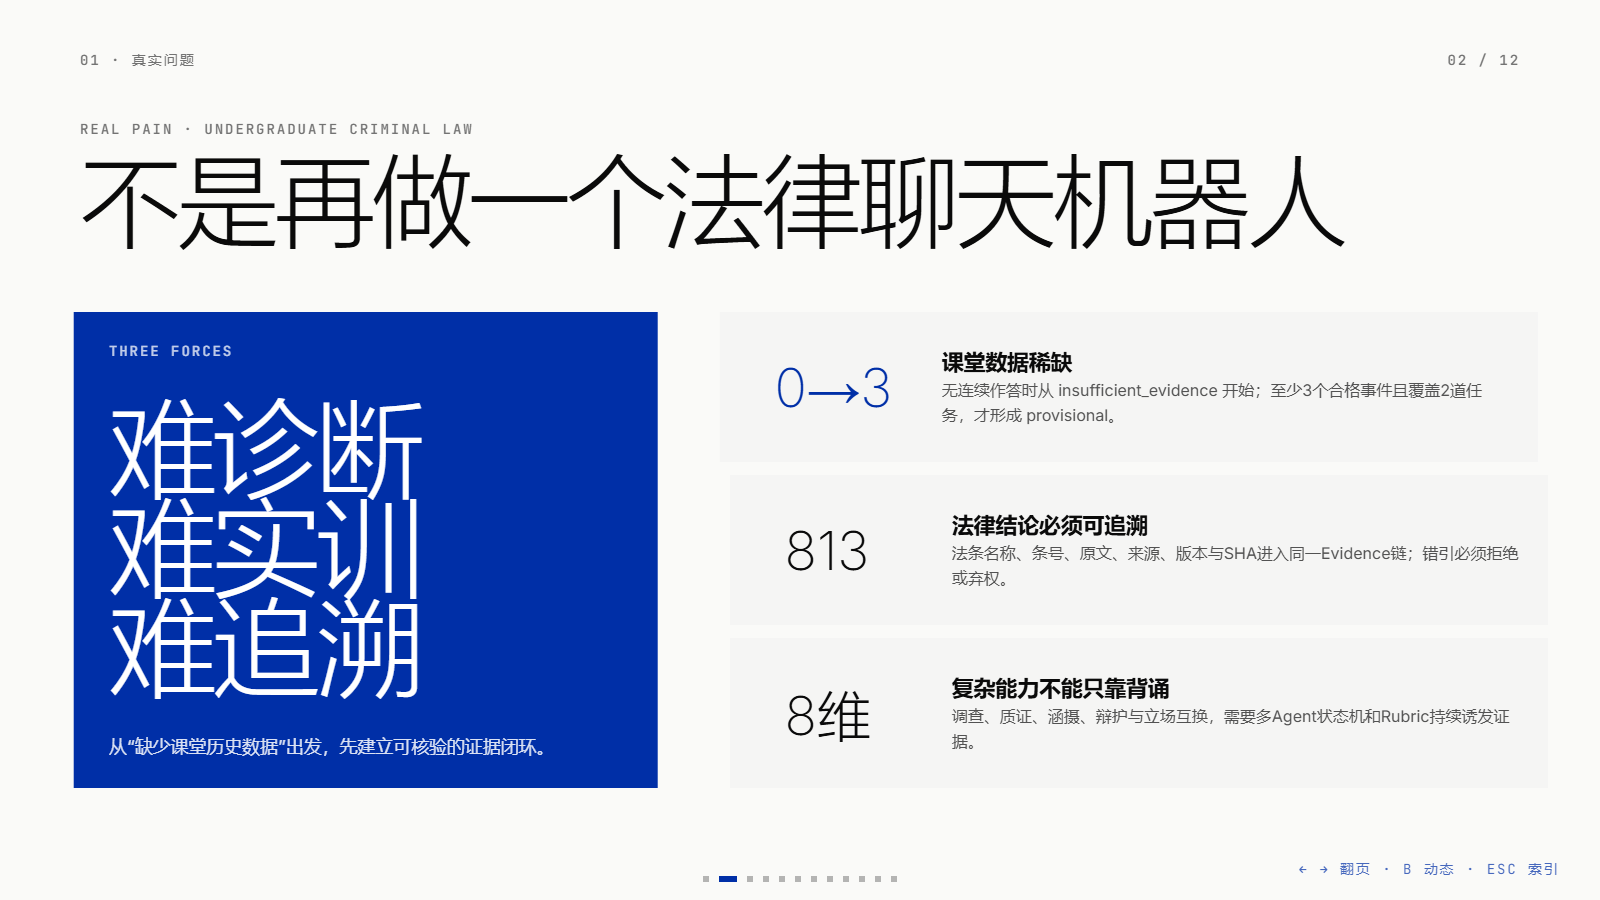 01 · 真实问题
02 / 12
REAL PAIN · UNDERGRADUATE CRIMINAL LAW
不是再做一个法律聊天机器人
THREE FORCES
难诊断
难实训
难追溯
从“缺少课堂历史数据”出发，先建立可核验的证据闭环。
0→3
课堂数据稀缺
无连续作答时从 insufficient_evidence 开始；至少3个合格事件且覆盖2道任
务，才形成 provisional。
813
法律结论必须可追溯
法条名称、条号、原文、来源、版本与SHA进入同一Evidence链；错引必须拒绝
或弃权。
8维
复杂能力不能只靠背诵
调查、质证、涵摄、辩护与立场互换，需要多Agent状态机和Rubric持续诱发证
据。
← → 翻页 · B 动态 · ESC 索引